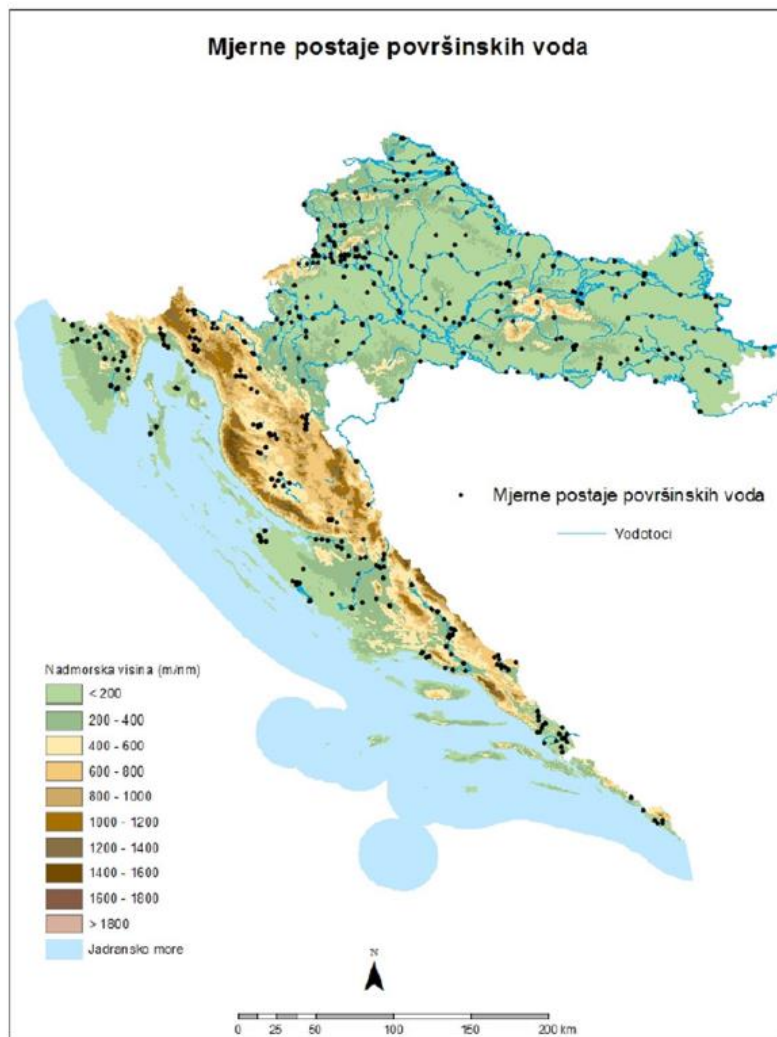 Mjerne postaje površinskih voda
Mjerne postaje površinskih voda
Vodotoci
Nadmorska visina (m/nm)
< 200
200 - 400
400 - 600
600 - 800
800 - 1000
1000 - 1200
1200 - 1400
1400 - 1600
1600 - 1800
> 1800
Jadransko more
N
0 25 50 100 150 200 km